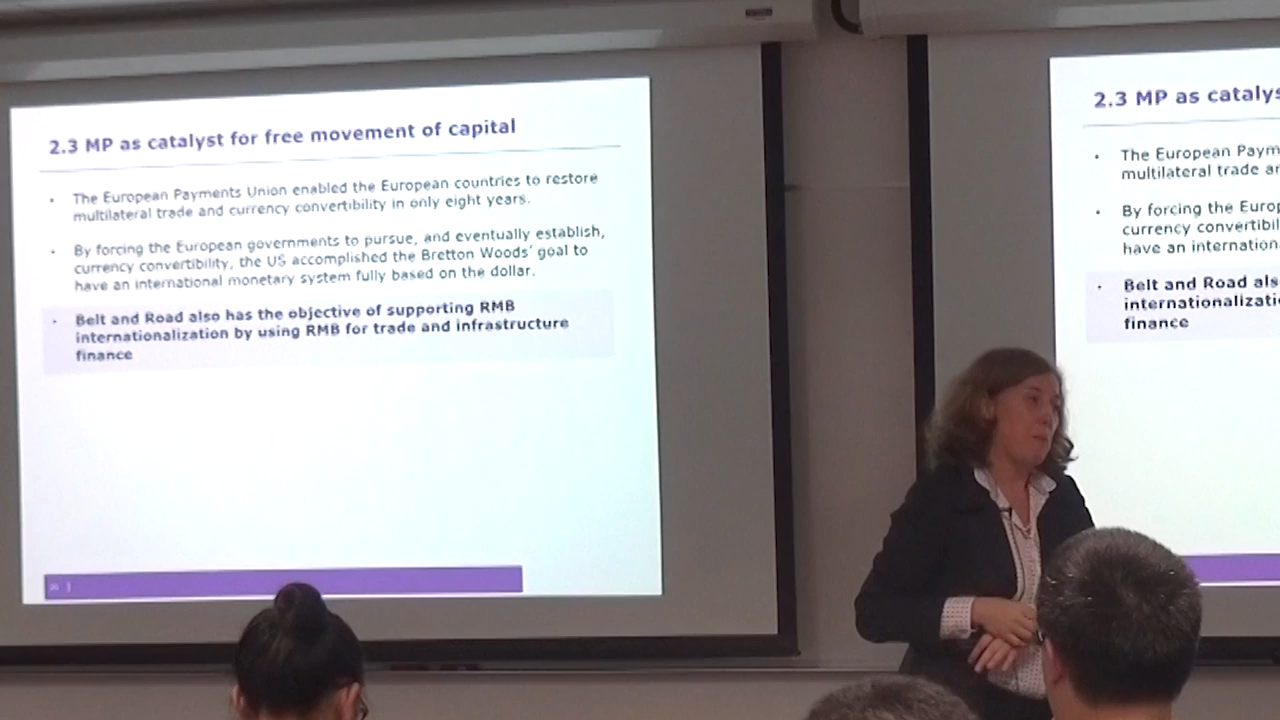 2.3 MP as catalyst for free movement of capital
• The European Payments Union enabled the European countries to restore
multilateral trade and currency convertibility in only eight years.
• By forcing the European governments to pursue, and eventually establish,
currency convertibility, the US accomplished the Bretton Woods' goal to
have an international monetary system fully based on the dollar.
• Belt and Road also has the objective of supporting RMB
internationalization by using RMB for trade and infrastructure
finance
2.3 MP as catalys
• The European Paym
multilateral trade ar
• By forcing the Europ
currency convertibil
have an internation
• Belt and Road als
internationalizati
finance